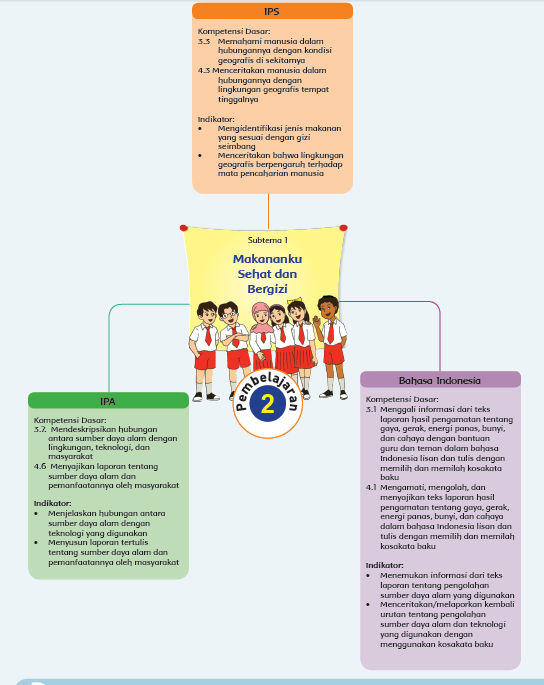 IPS
Kompetensi Dasar:
3.3 Memahami manusia dalam
hubungannya dengan kondisi
geografis di sekitarnya
4.3 Menceritakan manusia dalam
hubungannya dengan
lingkungan geografis tempat
tinggalnya
Indikator:
• Mengidentifikasi jenis makanan
yang sesuai dengan gizi
seimbang
• Menceritakan bahwa lingkungan
geografis berpengaruh terhadap
mata pencaharian manusia
Subtema 1
Makananku
Sehat dan
Bergizi
Pembelajaran
2
IPA
Kompetensi Dasar:
3.7. Mendeskripsikan hubungan
antara sumber daya alam dengan
lingkungan, teknologi, dan
masyarakat
4.6 Menyajikan laporan tentang
sumber daya alam dan
pemanfaatannya oleh masyarakat
Indikator:
• Menjelaskan hubungan antara
sumber daya alam dengan
teknologi yang digunakan
• Menyusun laporan tertulis
tentang sumber daya alam dan
pemanfaatannya oleh masyarakat
Bahasa Indonesia
Kompetensi Dasar:
3.1 Menggali informasi dari teks
laporan hasil pengamatan tentang
gaya, gerak, energi panas, bunyi,
dan cahaya dengan bantuan
guru dan teman dalam bahasa
Indonesia lisan dan tulis dengan
memilih dan memilah kosakata
baku
4.1 Mengamati, mengolah, dan
menyajikan teks laporan hasil
pengamatan tentang gaya, gerak,
energi panas, bunyi, dan cahaya
dalam bahasa Indonesia lisan dan
tulis dengan memilih dan memilah
kosakata baku
Indikator:
• Menemukan informasi dari teks
laporan tentang pengolahan
sumber daya alam yang digunakan
• Menceritakan/melaporkan kembali
urutan tentang pengolahan
sumber daya alam dan teknologi
yang digunakan dengan
menggunakan kosakata baku